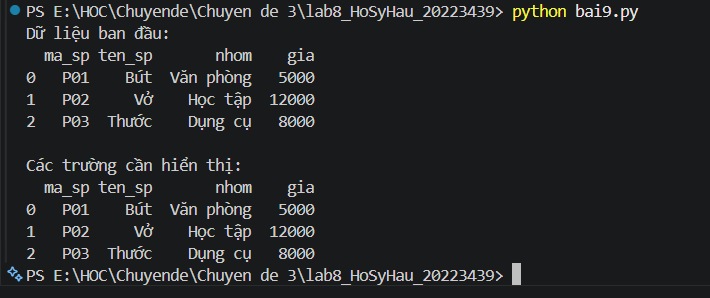 PS E:\HOC\Chuyende\Chuyen de 3\lab8_HoSyHau_20223439> python bai9.py
Dữ liệu ban đầu:
  ma_sp ten_sp       nhom    gia
0   P01    Bút  Văn phòng   5000
1   P02     Vở    Học tập  12000
2   P03  Thước    Dụng cụ   8000

Các trường cần hiển thị:
  ma_sp ten_sp       nhom    gia
0   P01    Bút  Văn phòng   5000
1   P02     Vở    Học tập  12000
2   P03  Thước    Dụng cụ   8000
PS E:\HOC\Chuyende\Chuyen de 3\lab8_HoSyHau_20223439>